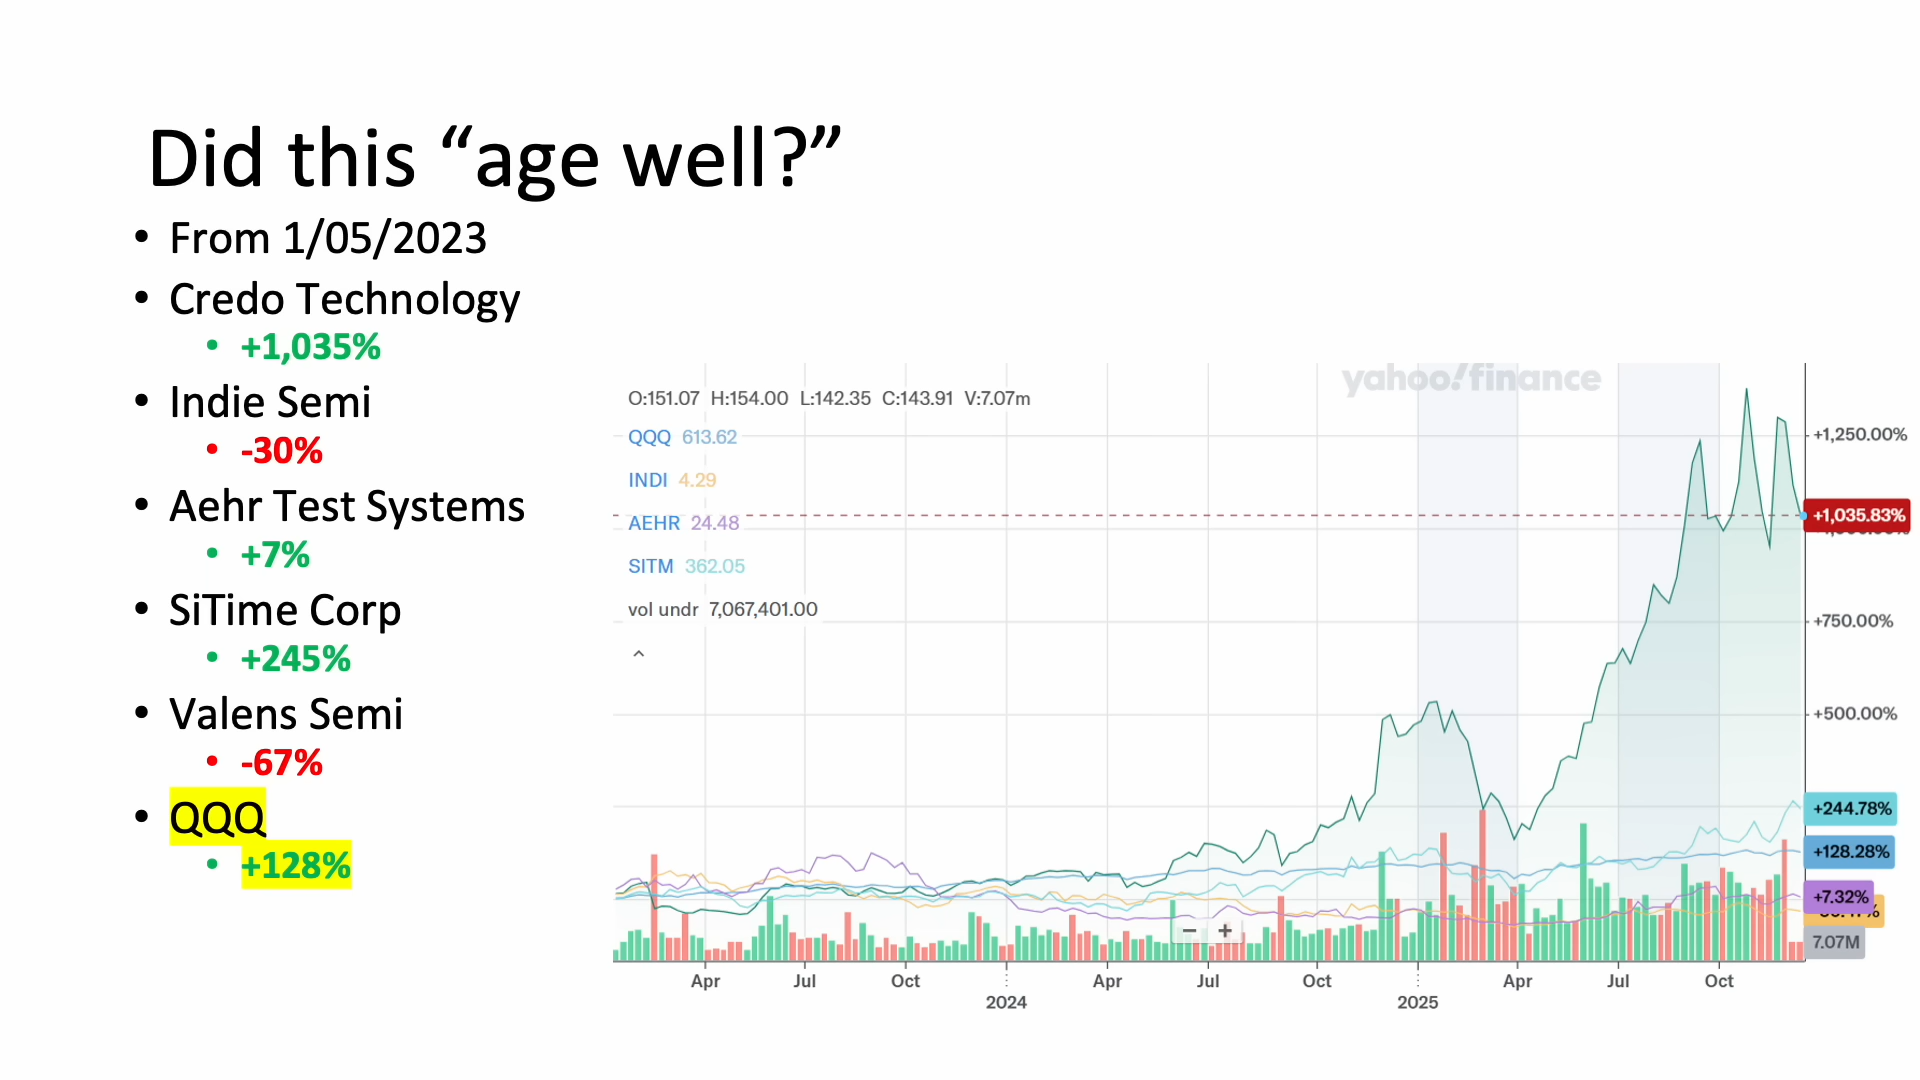 Did this “age well?”
• From 1/05/2023
• Credo Technology
• +1,035%
• Indie Semi
• -30%
• Aehr Test Systems
• +7%
• SiTime Corp
• +245%
• Valens Semi
• -67%
• QQQ
• +128%
yahoo!finance
O:151.07 H:154.00 L:142.35 C:143.91 V:7.07m
QQQ 613.62
INDI 4.29
AEHR 24.48
SITM 362.05
vol undr 7,067,401.00
+1,250.00%
+1,035.83%
+750.00%
+500.00%
+244.78%
+128.28%
+7.32%
7.07M
Apr Jul Oct Apr Jul Oct Apr Jul Oct
2024 2025